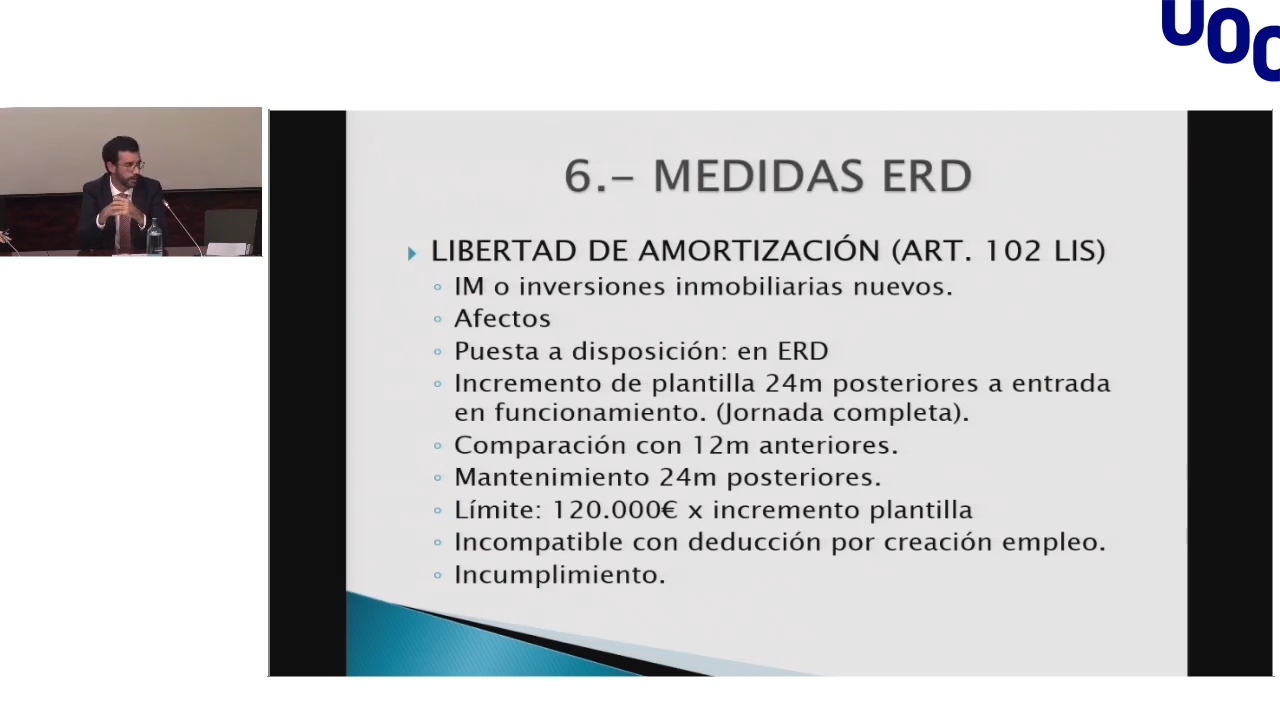 UOC
6.– MEDIDAS ERD
LIBERTAD DE AMORTIZACIÓN (ART. 102 LIS)
IM o inversiones inmobiliarias nuevos.
Afectos
Puesta a disposición: en ERD
Incremento de plantilla 24m posteriores a entrada
en funcionamiento. (Jornada completa).
Comparación con 12m anteriores.
Mantenimiento 24m posteriores.
Límite: 120.000€ x incremento plantilla
Incompatible con deducción por creación empleo.
Incumplimiento.